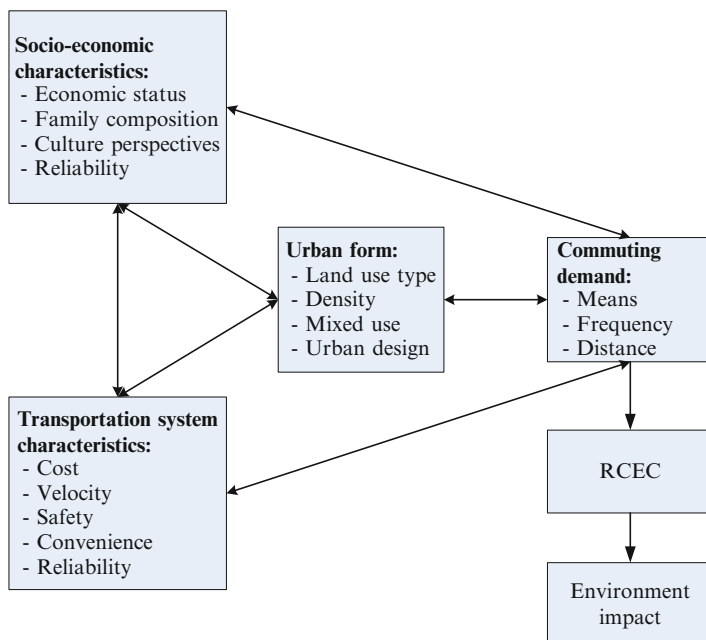 Socio-economic
characteristics:
- Economic status
- Family composition
- Culture perspectives
- Reliability
Urban form:
- Land use type
- Density
- Mixed use
- Urban design
Commuting
demand:
- Means
- Frequency
- Distance
Transportation system
characteristics:
- Cost
- Velocity
- Safety
- Convenience
- Reliability
RCEC
Environment
impact